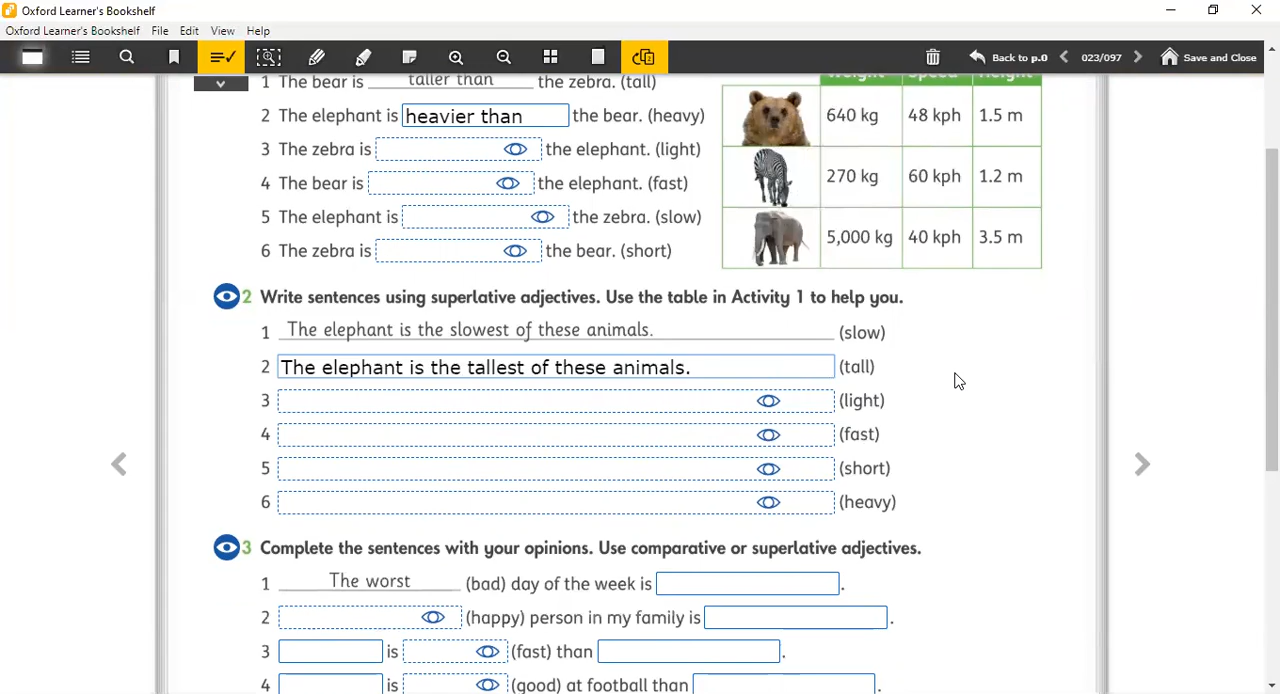 Oxford Learner's Bookshelf
Oxford Learner's Bookshelf File Edit View Help
Back to p.0 023/097 Save and Close
1 The bear is taller than the zebra. (tall)
2 The elephant is heavier than the bear. (heavy)
3 The zebra is the elephant. (light)
4 The bear is the elephant. (fast)
5 The elephant is the zebra. (slow)
6 The zebra is the bear. (short)
Weight Speed Height
640 kg 48 kph 1.5 m
270 kg 60 kph 1.2 m
5,000 kg 40 kph 3.5 m
2 Write sentences using superlative adjectives. Use the table in Activity 1 to help you.
1 The elephant is the slowest of these animals. (slow)
2 The elephant is the tallest of these animals. (tall)
3 (light)
4 (fast)
5 (short)
6 (heavy)
3 Complete the sentences with your opinions. Use comparative or superlative adjectives.
1 The worst (bad) day of the week is .
2 (happy) person in my family is .
3 is (fast) than .
4 is (good) at football than .